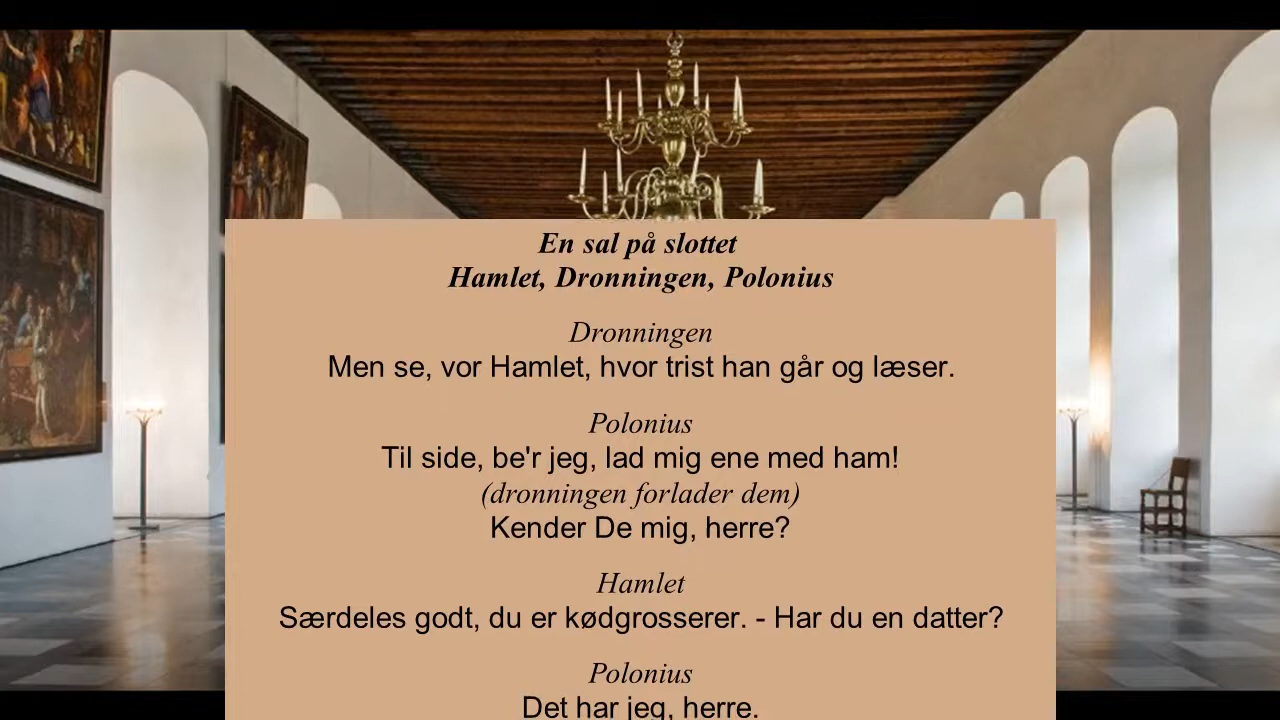 En sal på slottet
Hamlet, Dronningen, Polonius
Dronningen
Men se, vor Hamlet, hvor trist han går og læser.
Polonius
Til side, be'r jeg, lad mig ene med ham!
(dronningen forlader dem)
Kender De mig, herre?
Hamlet
Særdeles godt, du er kødgrosserer. - Har du en datter?
Polonius
Det har jeg, herre.